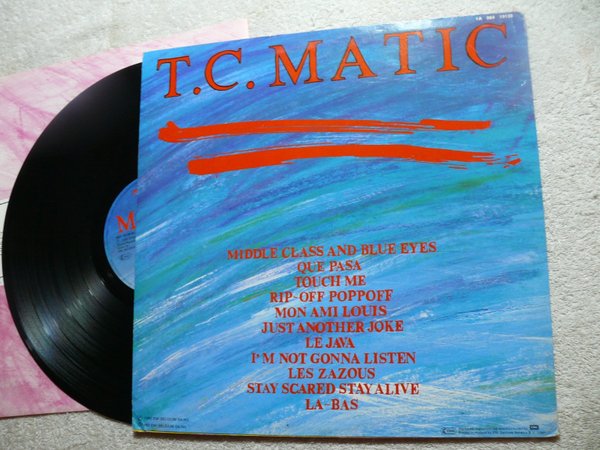 T.C. MATIC
MIDDLE CLASS AND BLUE EYES
QUE PASA
TOUCH ME
RIP-OFF POPPOFF
MON AMI LOUIS
JUST ANOTHER JOKE
LE JAVA
I'M NOT GONNA LISTEN
LES ZAZOUS
STAY SCARED STAY ALIVE
LA-BAS
EMI